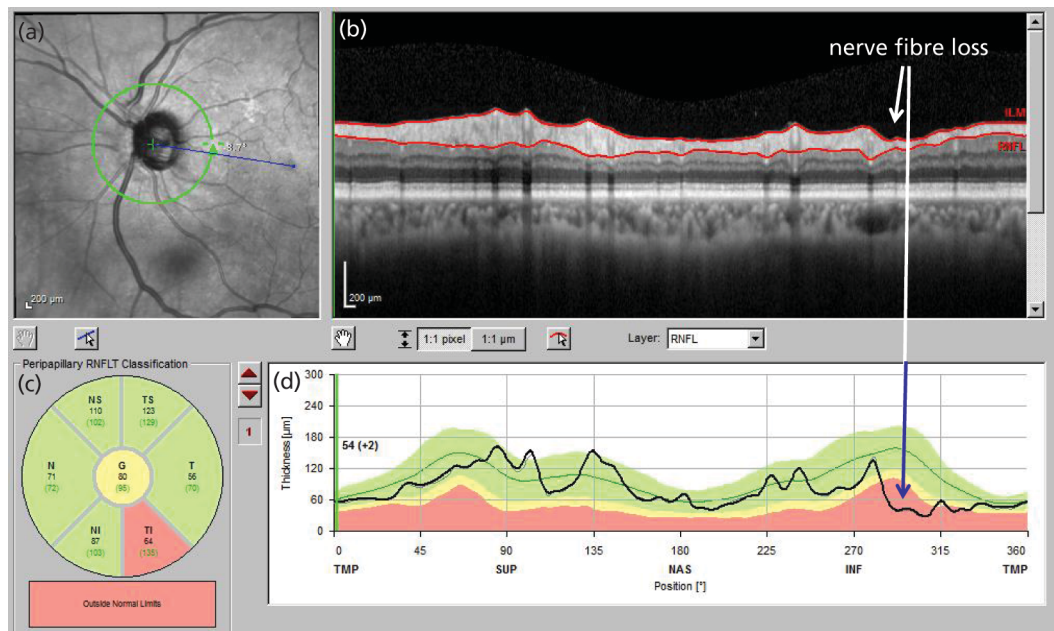 (a)
-8.7°
200 µm
(b)
nerve fibre loss
ILM
RNFL
200 µm
1:1 pixel 1:1 µm Layer: RNFL
Peripapillary RNFLT Classification
(c)
NS
110
(102)
TS
123
(129)
N
71
(72)
G
80
(95)
T
56
(70)
NI
87
(103)
TI
64
(135)
Outside Normal Limits
1
(d)
Thickness [µm]
300
240
180
120
60
0
54 (+2)
0 45 90 135 180 225 270 315 360
TMP SUP NAS INF TMP
Position [°]